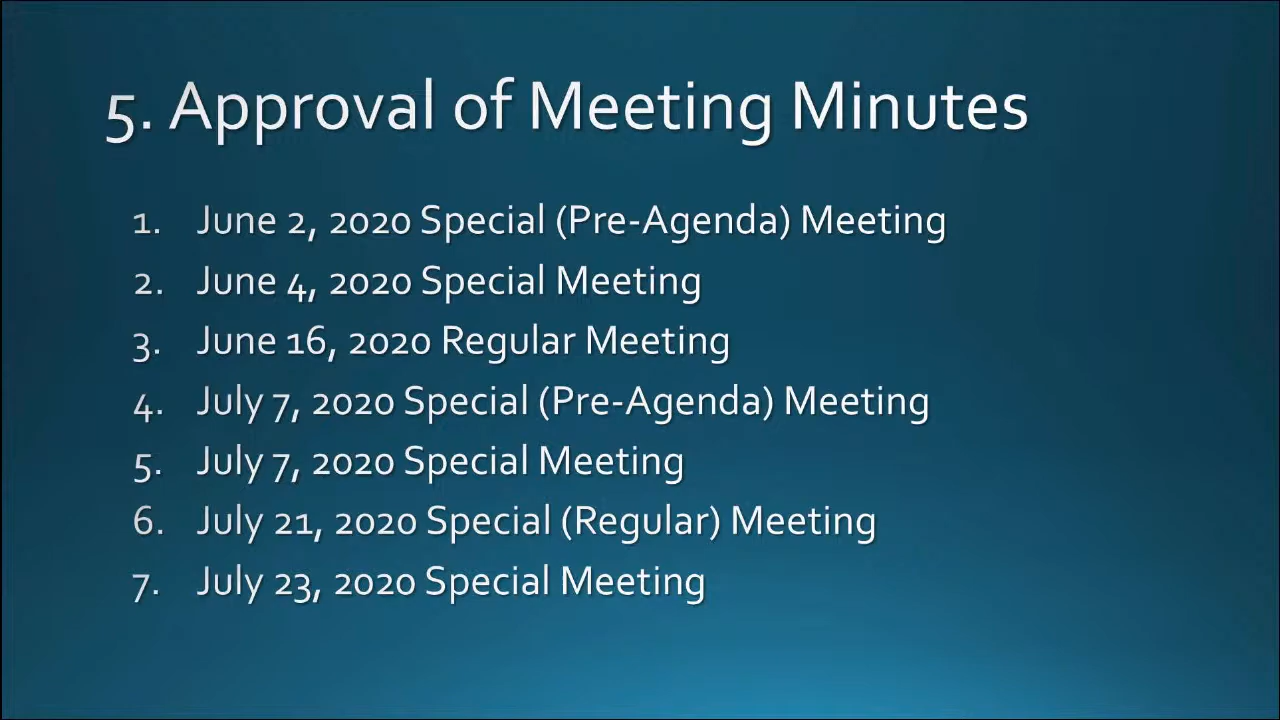 5. Approval of Meeting Minutes
1. June 2, 2020 Special (Pre-Agenda) Meeting
2. June 4, 2020 Special Meeting
3. June 16, 2020 Regular Meeting
4. July 7, 2020 Special (Pre-Agenda) Meeting
5. July 7, 2020 Special Meeting
6. July 21, 2020 Special (Regular) Meeting
7. July 23, 2020 Special Meeting